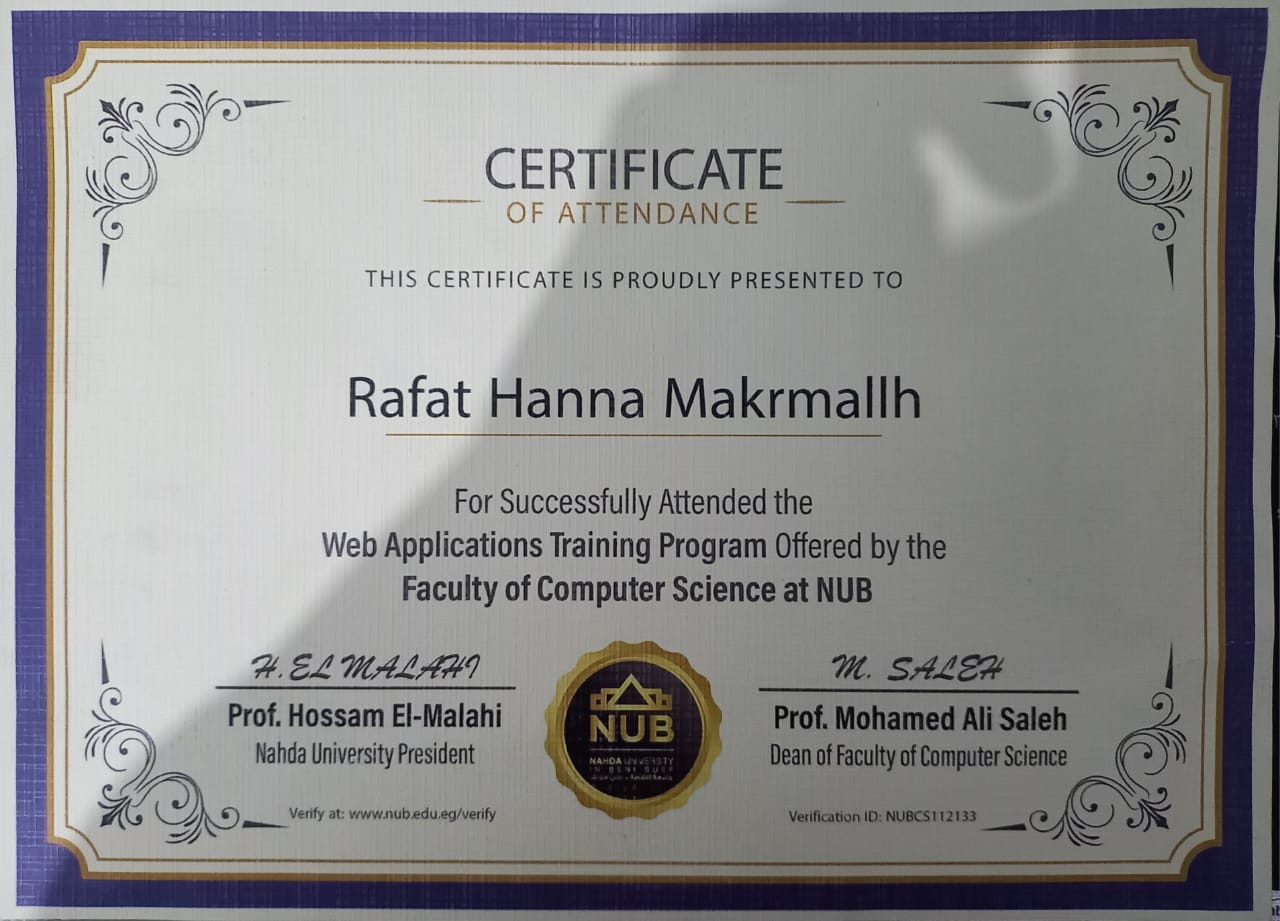 CERTIFICATE
OF ATTENDANCE
THIS CERTIFICATE IS PROUDLY PRESENTED TO
Rafat Hanna Makrmallh
For Successfully Attended the
Web Applications Training Program Offered by the
Faculty of Computer Science at NUB
H. EL MALAHI
Prof. Hossam El-Malahi
Nahda University President
NUB
NAHDA UNIVERSITY
IN BENI SUEF
M. SALEH
Prof. Mohamed Ali Saleh
Dean of Faculty of Computer Science
Verify at: www.nub.edu.eg/verify
Verification ID: NUBCS112133